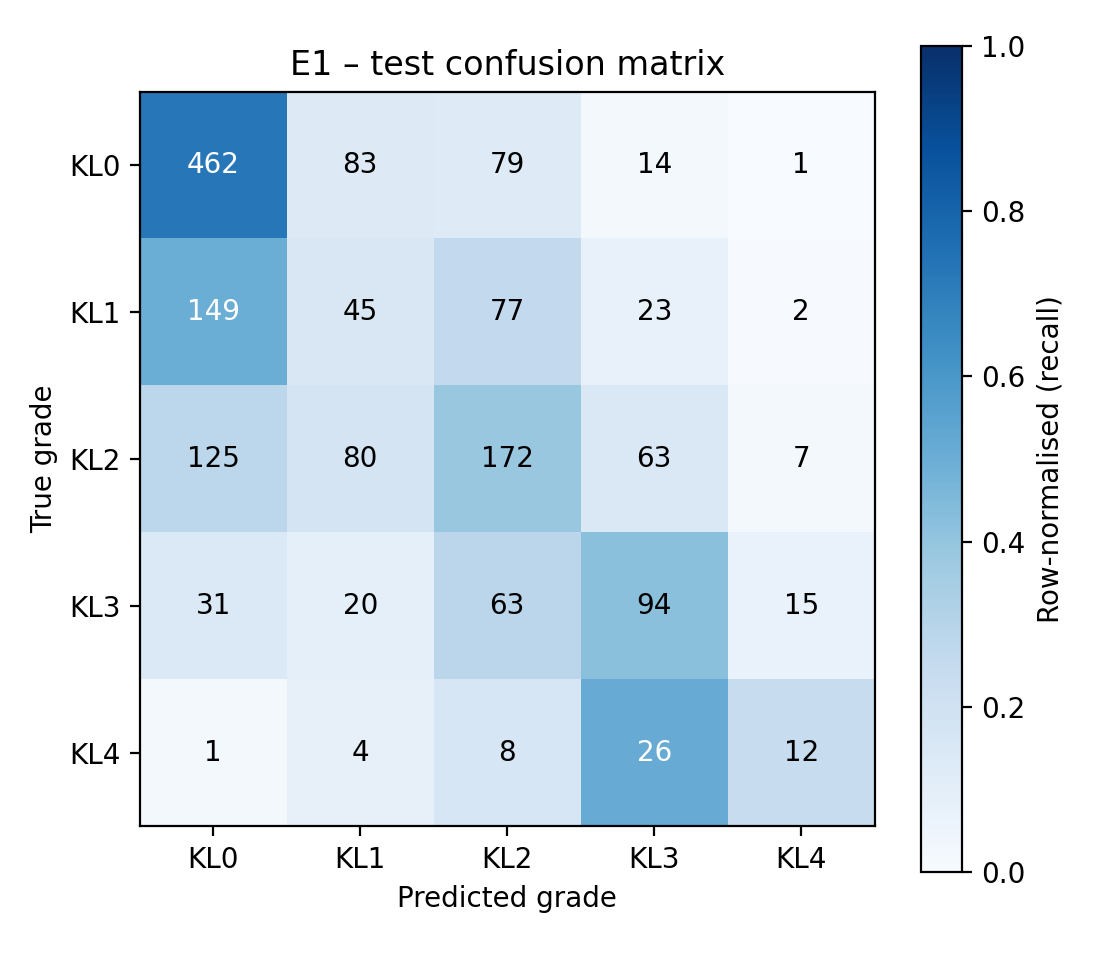 E1 – test confusion matrix
KL0 462 83 79 14 1
KL1 149 45 77 23 2
KL2 125 80 172 63 7
KL3 31 20 63 94 15
KL4 1 4 8 26 12
KL0 KL1 KL2 KL3 KL4
Predicted grade
True grade
1.0
0.8
0.6
0.4
0.2
0.0
Row-normalised (recall)